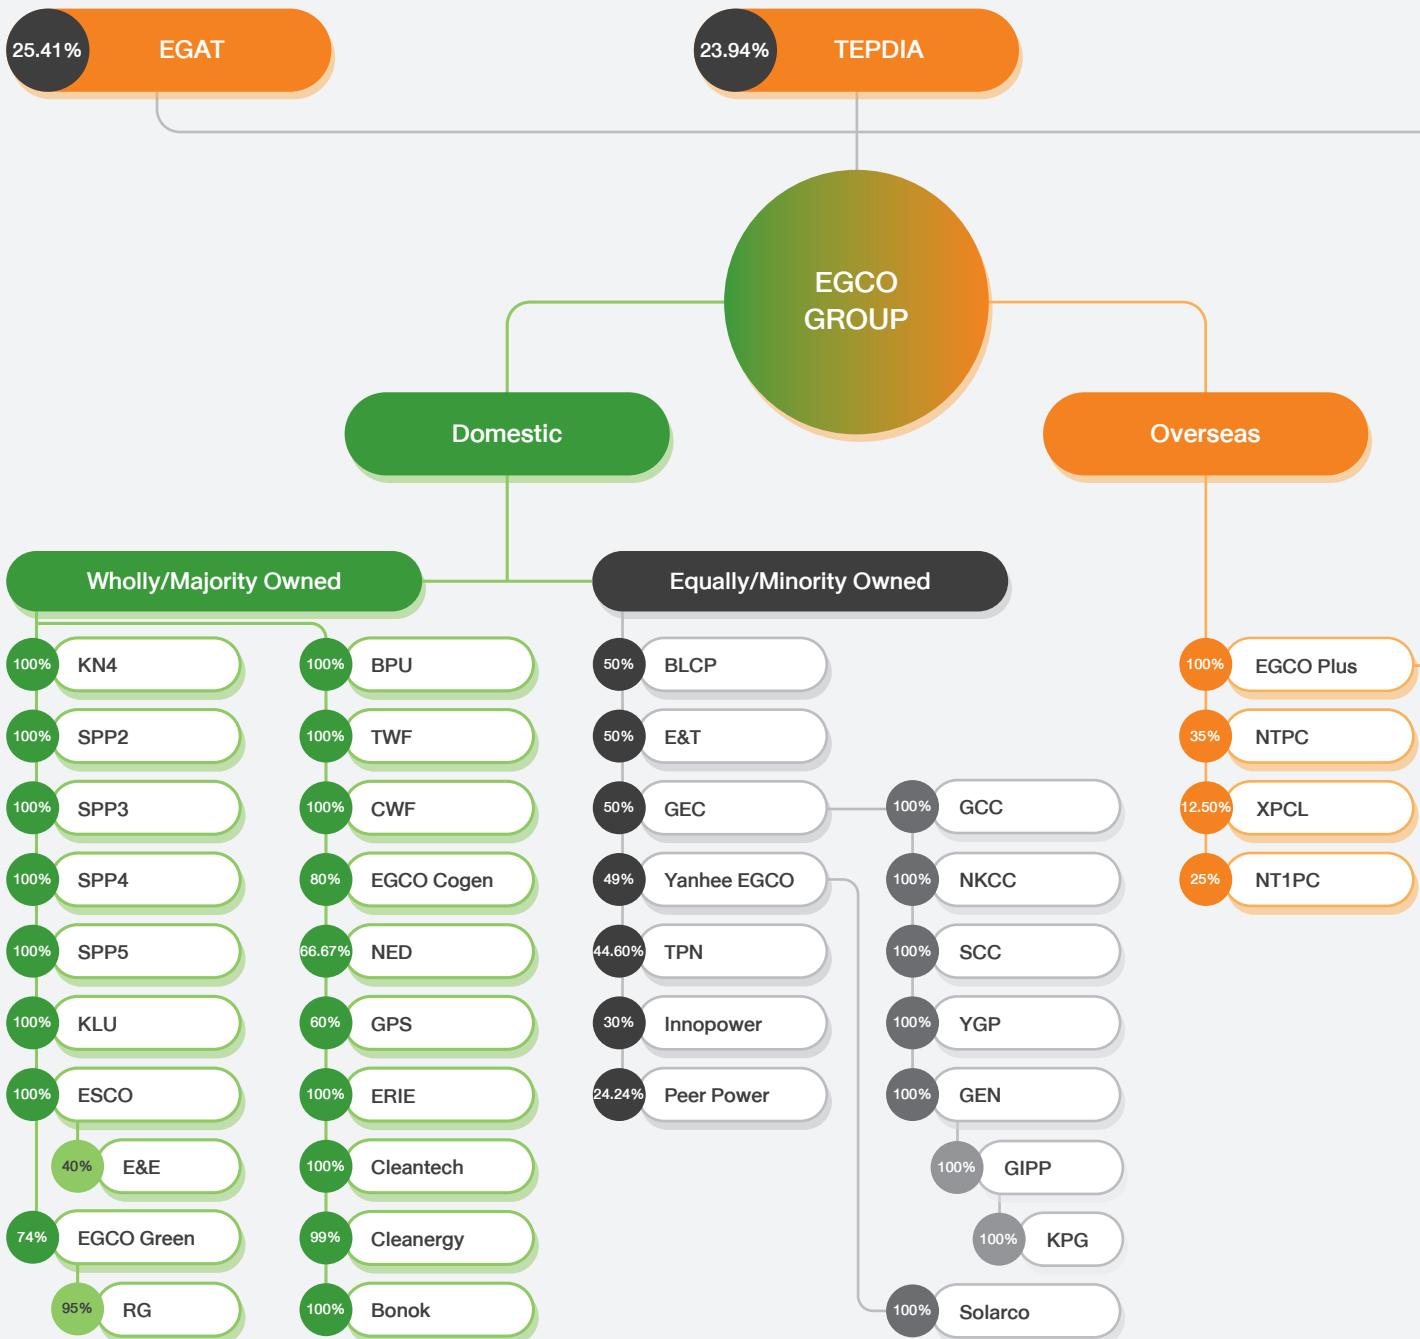 25.41% EGAT
23.94% TEPDIA
EGCO
GROUP
Domestic
Overseas
Wholly/Majority Owned
100% KN4
100% SPP2
100% SPP3
100% SPP4
100% SPP5
100% KLU
100% ESCO
40% E&E
74% EGCO Green
95% RG
100% BPU
100% TWF
100% CWF
80% EGCO Cogen
66.67% NED
60% GPS
100% ERIE
100% Cleantech
99% Cleanergy
100% Bonok
Equally/Minority Owned
50% BLCP
50% E&T
50% GEC
49% Yanhee EGCO
44.60% TPN
30% Innopower
24.24% Peer Power
100% GCC
100% NKCC
100% SCC
100% YGP
100% GEN
100% GIPP
100% KPG
100% Solarco
100% EGCO Plus
35% NTPC
12.50% XPCL
25% NT1PC